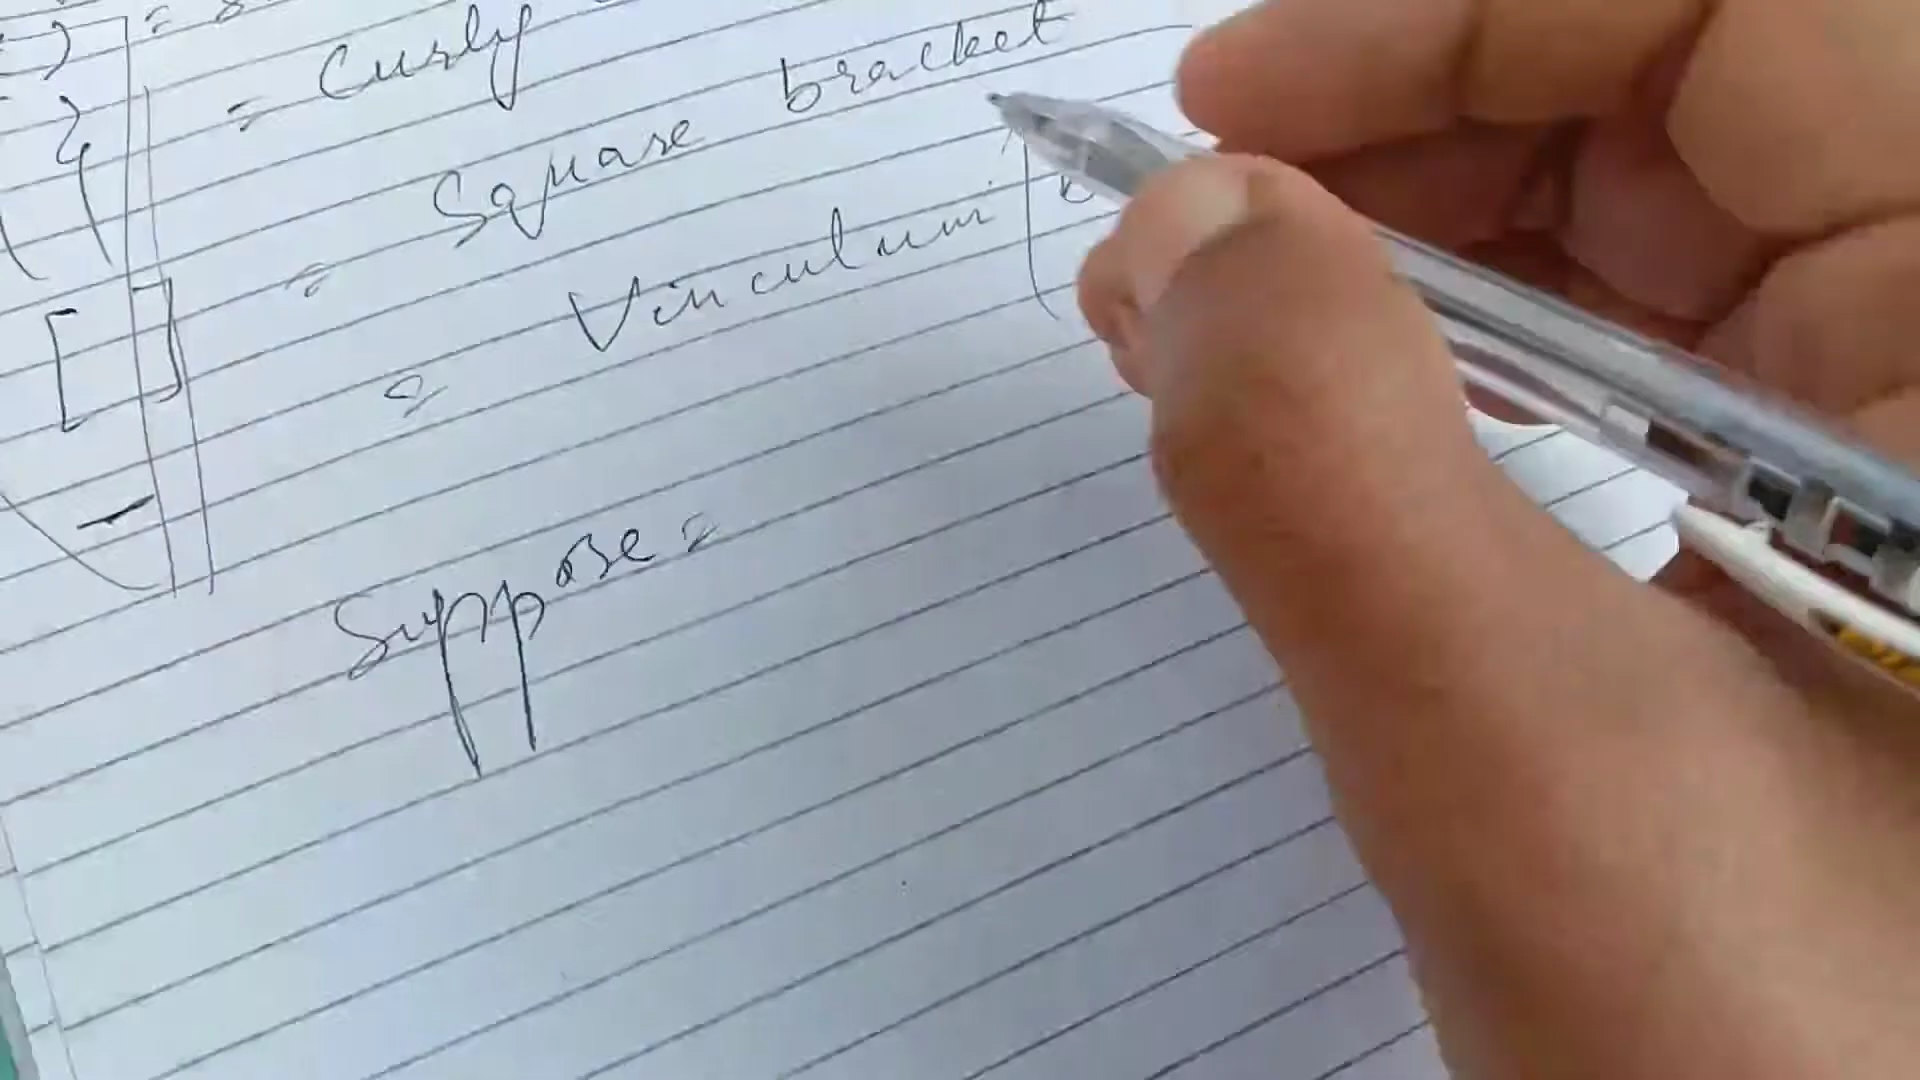 ) =
{ } = Curly
[ ] = Square bracket
- = Vinculum (
Suppose =